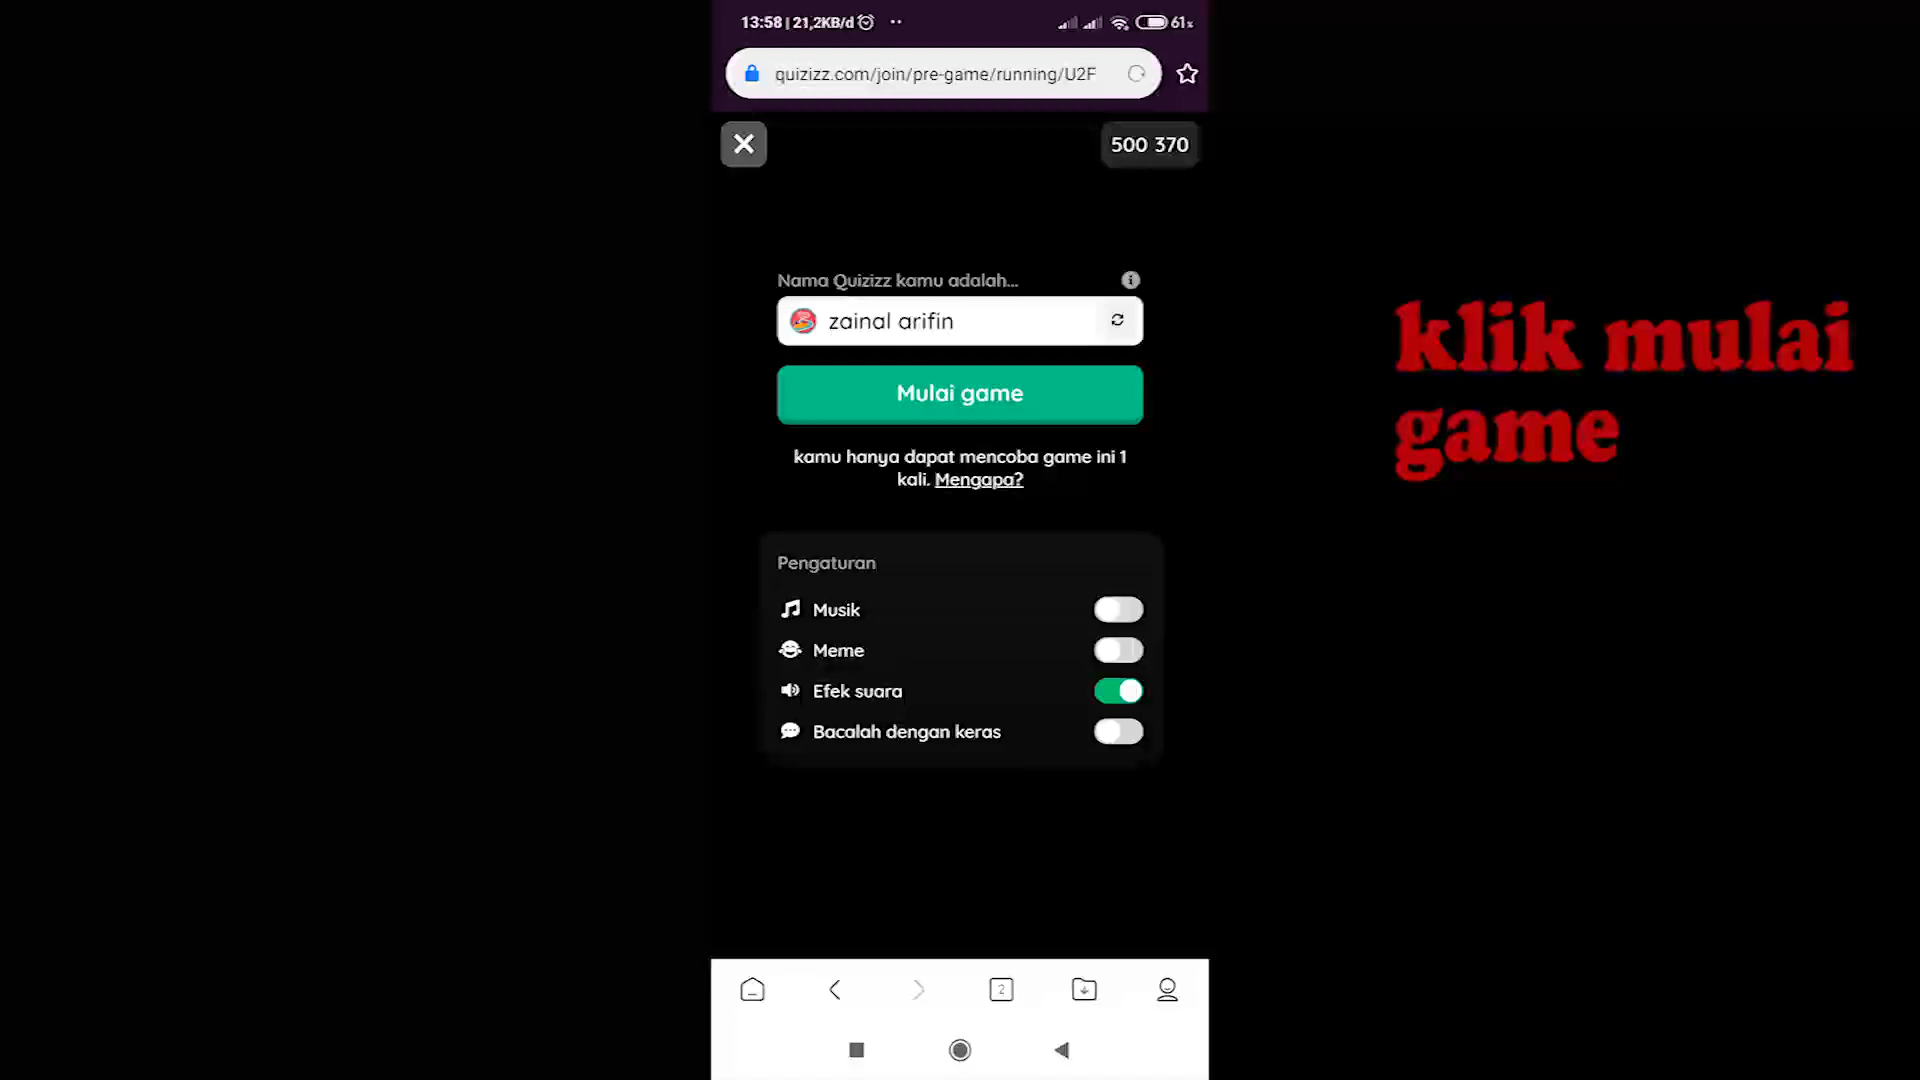 13:58 | 21,2KB/d
61%
quizizz.com/join/pre-game/running/U2F
500 370
Nama Quizizz kamu adalah...
zainal arifin
Mulai game
klik mulai
game
kamu hanya dapat mencoba game ini 1
kali. Mengapa?
Pengaturan
Musik
Meme
Efek suara
Bacalah dengan keras
2